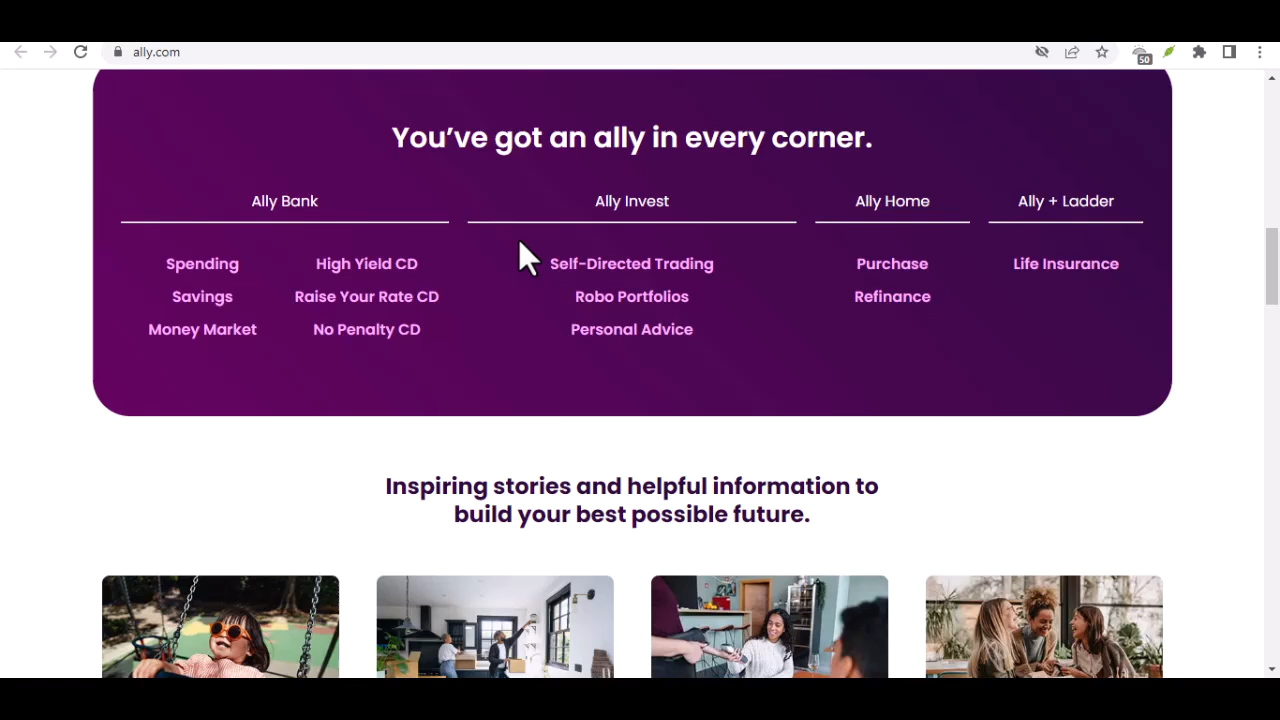 ally.com
50
You've got an ally in every corner.
Ally Bank
Ally Invest
Ally Home
Ally + Ladder
Spending
High Yield CD
Self-Directed Trading
Purchase
Life Insurance
Savings
Raise Your Rate CD
Robo Portfolios
Refinance
Money Market
No Penalty CD
Personal Advice
Inspiring stories and helpful information to
build your best possible future.